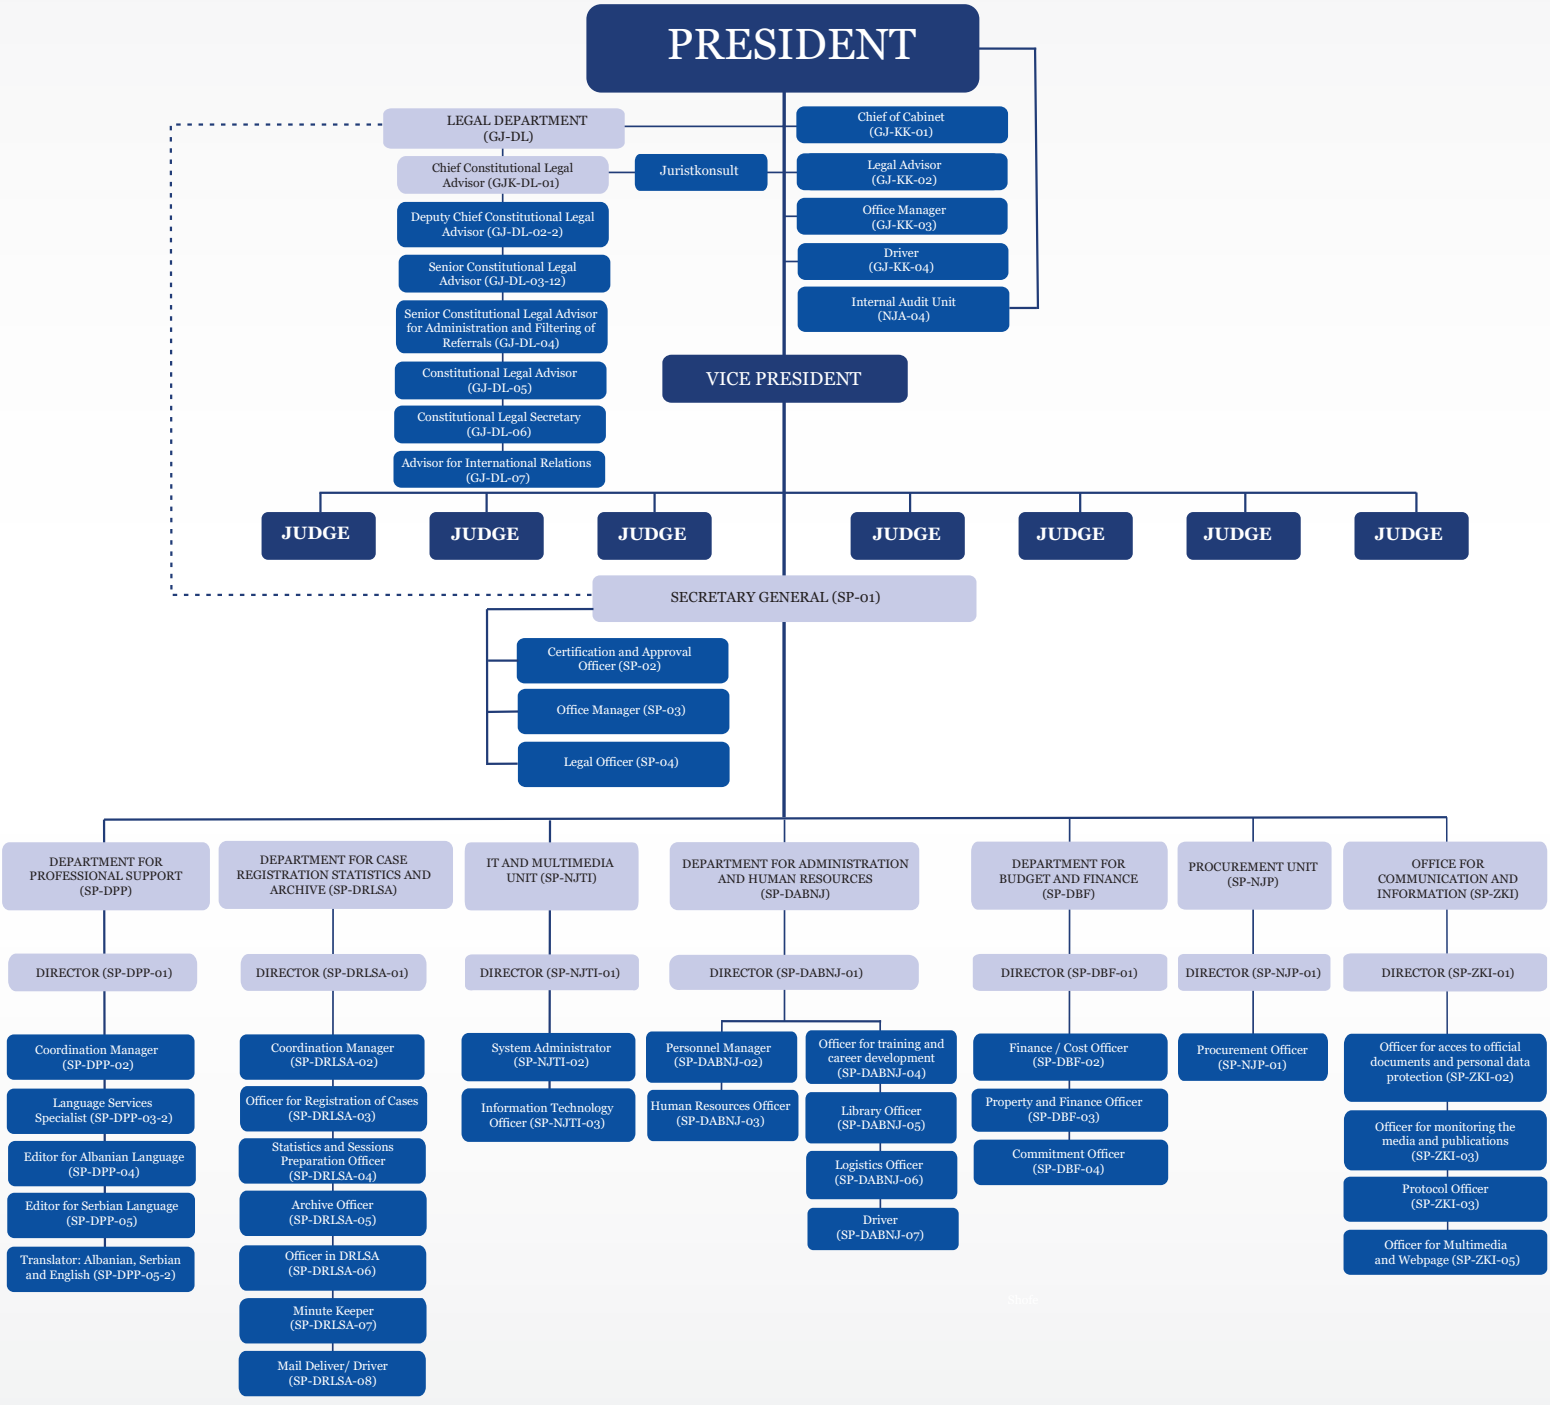 PRESIDENT
LEGAL DEPARTMENT
(GJ-DL)
Chief Constitutional Legal
Advisor (GJK-DL-01)
Juristkonsult
Deputy Chief Constitutional Legal
Advisor (GJ-DL-02-2)
Senior Constitutional Legal
Advisor (GJ-DL-03-12)
Senior Constitutional Legal Advisor
for Administration and Filtering of
Referrals (GJ-DL-04)
Constitutional Legal Advisor
(GJ-DL-05)
Constitutional Legal Secretary
(GJ-DL-06)
Advisor for International Relations
(GJ-DL-07)
Chief of Cabinet
(GJ-KK-01)
Legal Advisor
(GJ-KK-02)
Office Manager
(GJ-KK-03)
Driver
(GJ-KK-04)
Internal Audit Unit
(NJA-04)
VICE PRESIDENT
JUDGE
JUDGE
JUDGE
JUDGE
JUDGE
JUDGE
JUDGE
SECRETARY GENERAL (SP-01)
Certification and Approval
Officer (SP-02)
Office Manager (SP-03)
Legal Officer (SP-04)
DEPARTMENT FOR
PROFESSIONAL SUPPORT
(SP-DPP)
DIRECTOR (SP-DPP-01)
Coordination Manager
(SP-DPP-02)
Language Services
Specialist (SP-DPP-03-2)
Editor for Albanian Language
(SP-DPP-04)
Editor for Serbian Language
(SP-DPP-05)
Translator: Albanian, Serbian
and English (SP-DPP-05-2)
DEPARTMENT FOR CASE
REGISTRATION STATISTICS AND
ARCHIVE (SP-DRLSA)
DIRECTOR (SP-DRLSA-01)
Coordination Manager
(SP-DRLSA-02)
Officer for Registration of Cases
(SP-DRLSA-03)
Statistics and Sessions
Preparation Officer
(SP-DRLSA-04)
Archive Officer
(SP-DRLSA-05)
Officer in DRLSA
(SP-DRLSA-06)
Minute Keeper
(SP-DRLSA-07)
Mail Deliver/ Driver
(SP-DRLSA-08)
IT AND MULTIMEDIA
UNIT (SP-NJTI)
DIRECTOR (SP-NJTI-01)
System Administrator
(SP-NJTI-02)
Information Technology
Officer (SP-NJTI-03)
DEPARTMENT FOR ADMINISTRATION
AND HUMAN RESOURCES
(SP-DABNJ)
DIRECTOR (SP-DABNJ-01)
Personnel Manager
(SP-DABNJ-02)
Human Resources Officer
(SP-DABNJ-03)
Officer for training and
career development
(SP-DABNJ-04)
Library Officer
(SP-DABNJ-05)
Logistics Officer
(SP-DABNJ-06)
Driver
(SP-DABNJ-07)
DEPARTMENT FOR
BUDGET AND FINANCE
(SP-DBF)
DIRECTOR (SP-DBF-01)
Finance / Cost Officer
(SP-DBF-02)
Property and Finance Officer
(SP-DBF-03)
Commitment Officer
(SP-DBF-04)
PROCUREMENT UNIT
(SP-NJP)
DIRECTOR (SP-NJP-01)
Procurement Officer
(SP-NJP-01)
OFFICE FOR
COMMUNICATION AND
INFORMATION (SP-ZKI)
DIRECTOR (SP-ZKI-01)
Officer for acces to official
documents and personal data
protection (SP-ZKI-02)
Officer for monitoring the
media and publications
(SP-ZKI-03)
Protocol Officer
(SP-ZKI-03)
Officer for Multimedia
and Webpage (SP-ZKI-05)